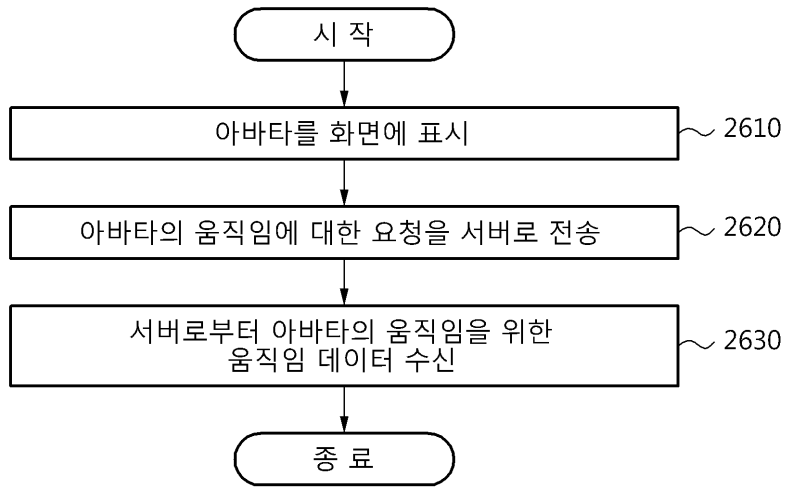 시 작
아바타를 화면에 표시
2610
아바타의 움직임에 대한 요청을 서버로 전송
2620
서버로부터 아바타의 움직임을 위한
움직임 데이터 수신
2630
종 료